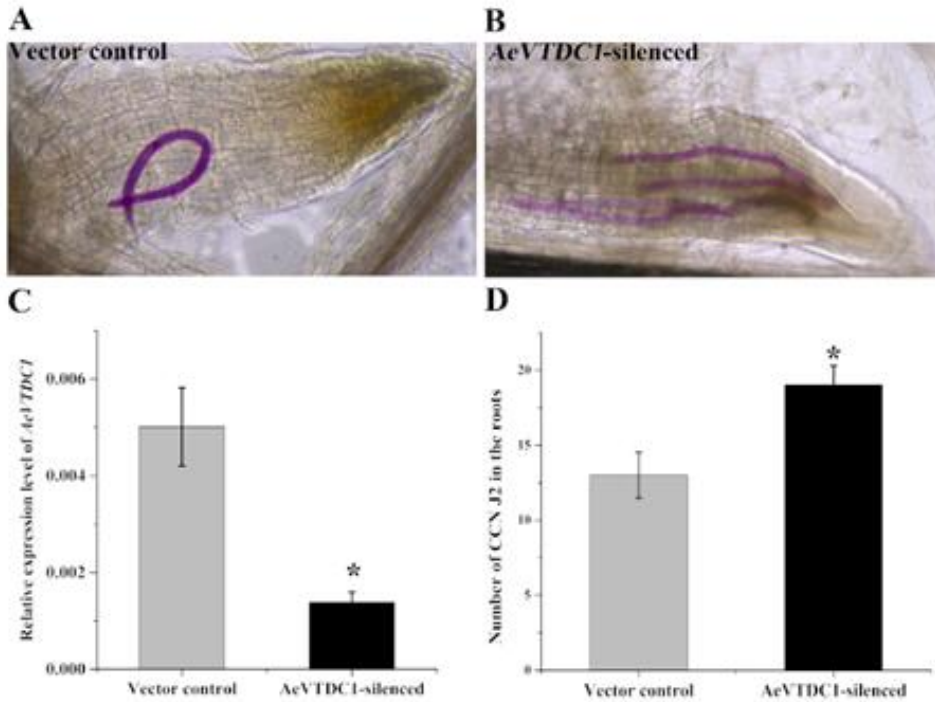 A
Vector control
B
AeVTDC1-silenced
C
Relative expression level of AeVTDC1
0.006
0.004
0.002
0.000
*
Vector control
AeVTDC1-silenced
D
Number of CCN J2 in the roots
20
15
10
5
0
*
Vector control
AeVTDC1-silenced